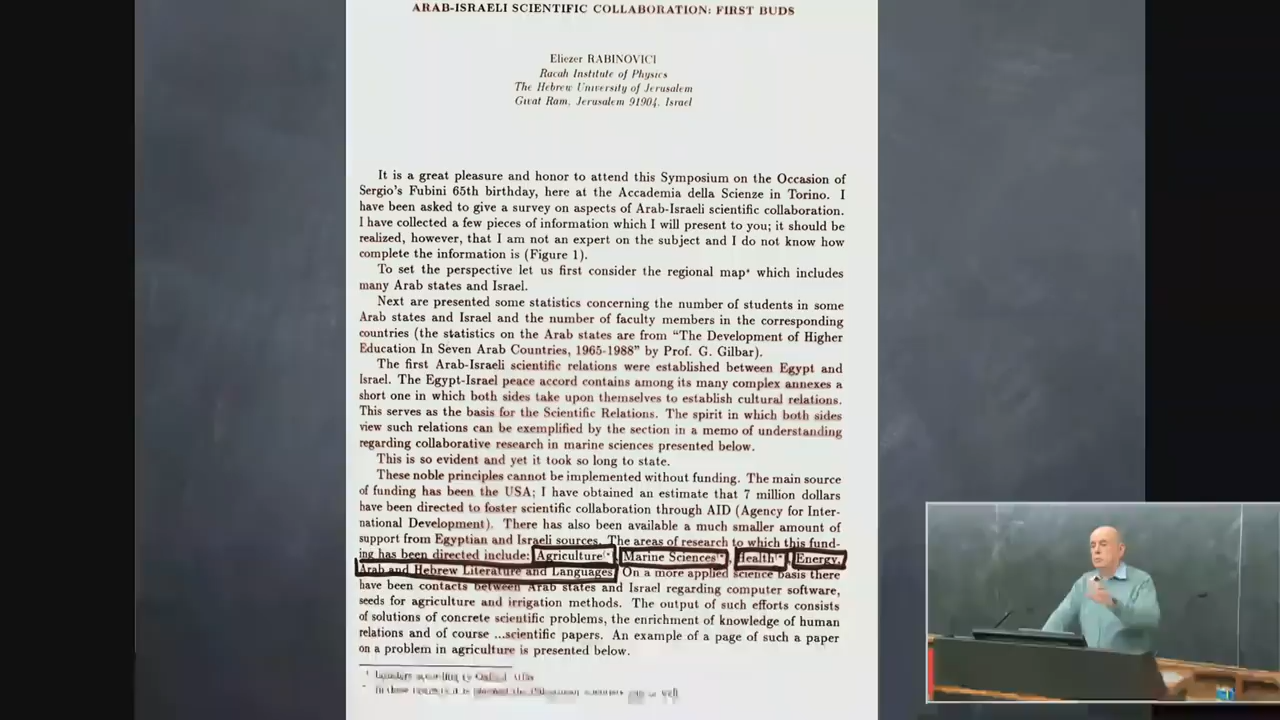 ARAB-ISRAELI SCIENTIFIC COLLABORATION: FIRST BUDS
Eliezer RABINOVICI
Racah Institute of Physics
The Hebrew University of Jerusalem
Givat Ram, Jerusalem 91904, Israel
It is a great pleasure and honor to attend this Symposium on the Occasion of
Sergio's Fubini 65th birthday, here at the Accademia della Scienze in Torino. I
have been asked to give a survey on aspects of Arab-Israeli scientific collaboration.
I have collected a few pieces of information which I will present to you; it should be
realized, however, that I am not an expert on the subject and I do not know how
complete the information is (Figure 1).
To set the perspective let us first consider the regional map* which includes
many Arab states and Israel.
Next are presented some statistics concerning the number of students in some
Arab states and Israel and the number of faculty members in the corresponding
countries (the statistics on the Arab states are from “The Development of Higher
Education In Seven Arab Countries, 1965-1988” by Prof. G. Gilbar).
The first Arab-Israeli scientific relations were established between Egypt and
Israel. The Egypt-Israel peace accord contains among its many complex annexes a
short one in which both sides take upon themselves to establish cultural relations.
This serves as the basis for the Scientific Relations. The spirit in which both sides
view such relations can be exemplified by the section in a memo of understanding
regarding collaborative research in marine sciences presented below.
This is so evident and yet it took so long to state.
These noble principles cannot be implemented without funding. The main source
of funding has been the USA; I have obtained an estimate that 7 million dollars
have been directed to foster scientific collaboration through AID (Agency for Inter-
national Development). There has also been available a much smaller amount of
support from Egyptian and Israeli sources. The areas of research to which this fund-
ing has been directed include: Agriculture*, Marine Sciences*, Health*, Energy,
Arab and Hebrew Literature and Languages. On a more applied science basis there
have been contacts between Arab states and Israel regarding computer software,
seeds for agriculture and irrigation methods. The output of such efforts consists
of solutions of concrete scientific problems, the enrichment of knowledge of human
relations and of course ...scientific papers. An example of a page of such a paper
on a problem in agriculture is presented below.
according to